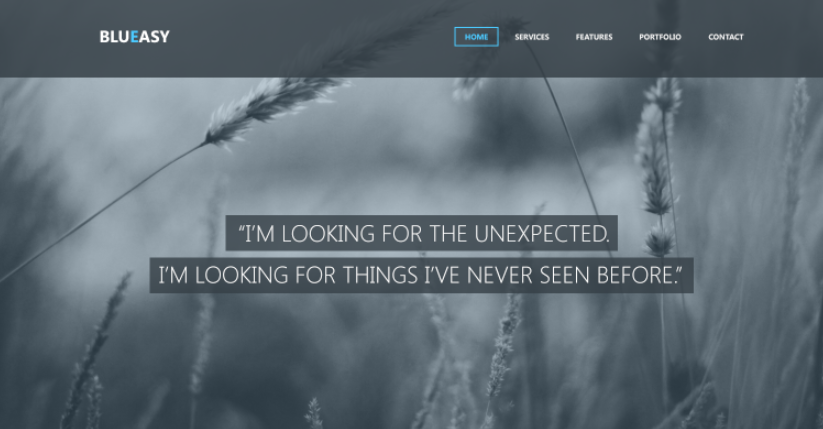 BLUEASY
HOME SERVICES FEATURES PORTFOLIO CONTACT
“I’M LOOKING FOR THE UNEXPECTED.
I’M LOOKING FOR THINGS I’VE NEVER SEEN BEFORE.”